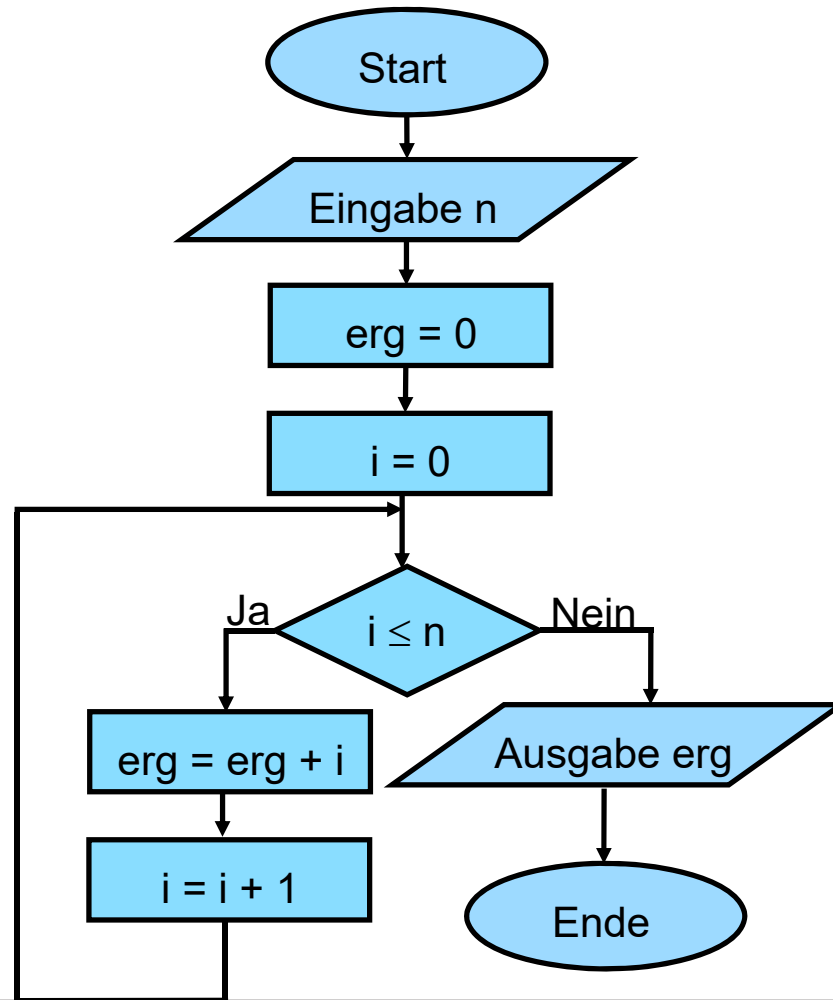 Start
Eingabe n
erg = 0
i = 0
Ja
i ≤ n
Nein
erg = erg + i
Ausgabe erg
i = i + 1
Ende